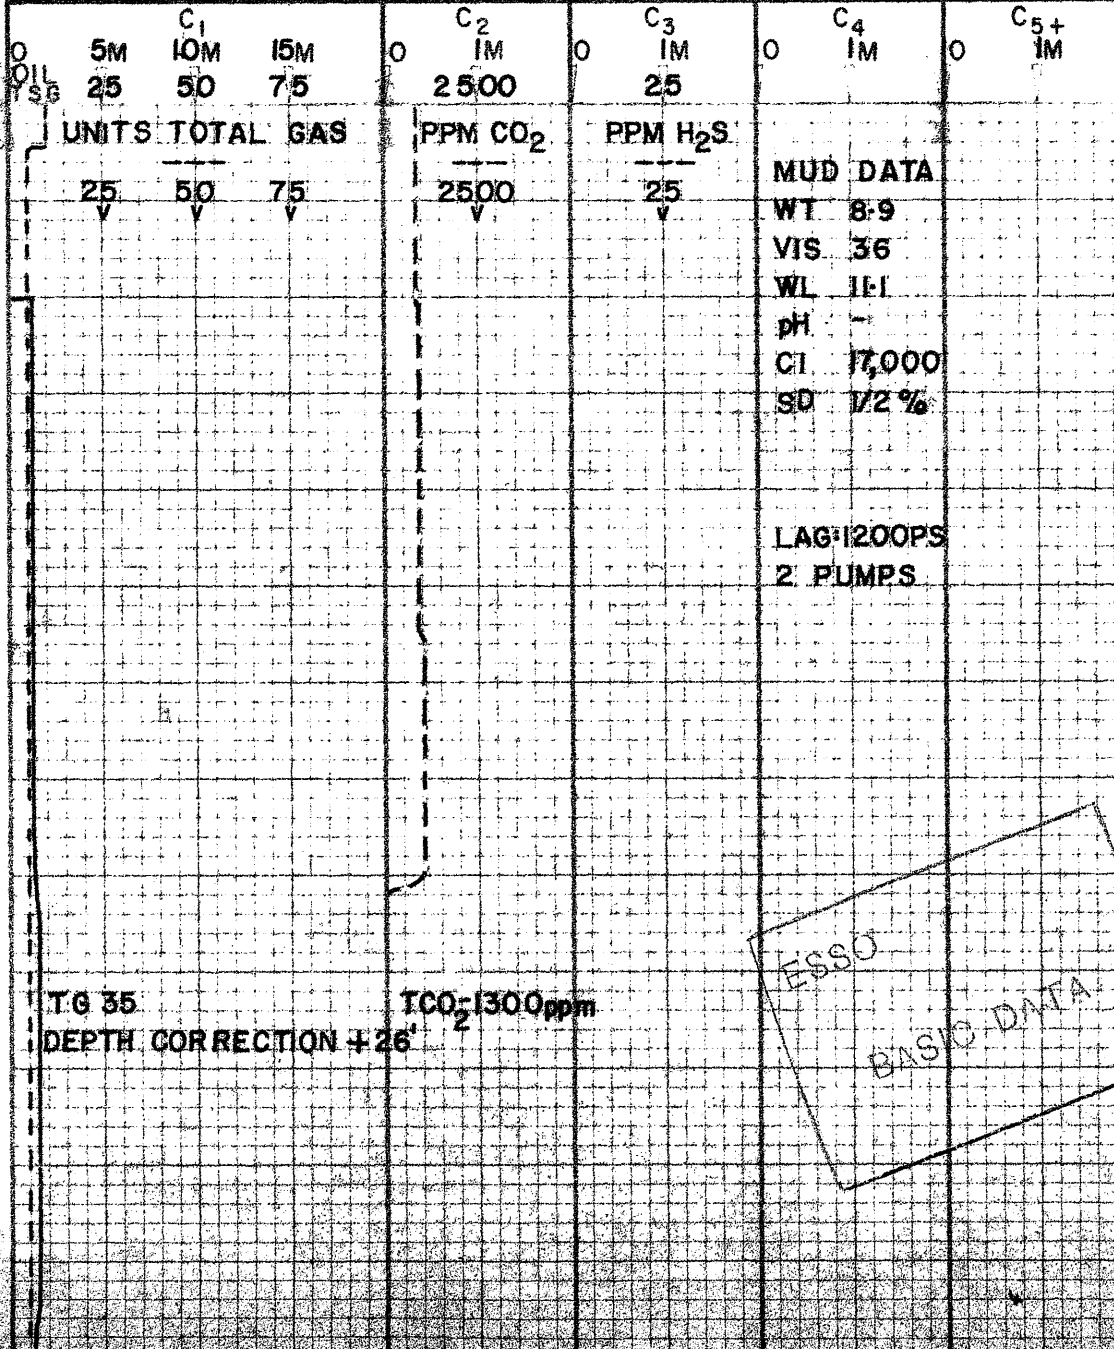 C1 C2 C3 C4 C5+
0 5M 10M 15M 0 1M 0 1M 0 1M 0 1M
OIL
25 50 75 2500 25
UNITS TOTAL GAS PPM CO2 PPM H2S
25 50 75 2500 25
MUD DATA
WT 8·9
VIS 36
WL 11·1
pH -
Cl 17,000
SD 1/2 %
LAG:1200PS
2 PUMPS
ESSO
BASIC DATA
TG 35 TCO2-1300ppm
DEPTH CORRECTION +26'